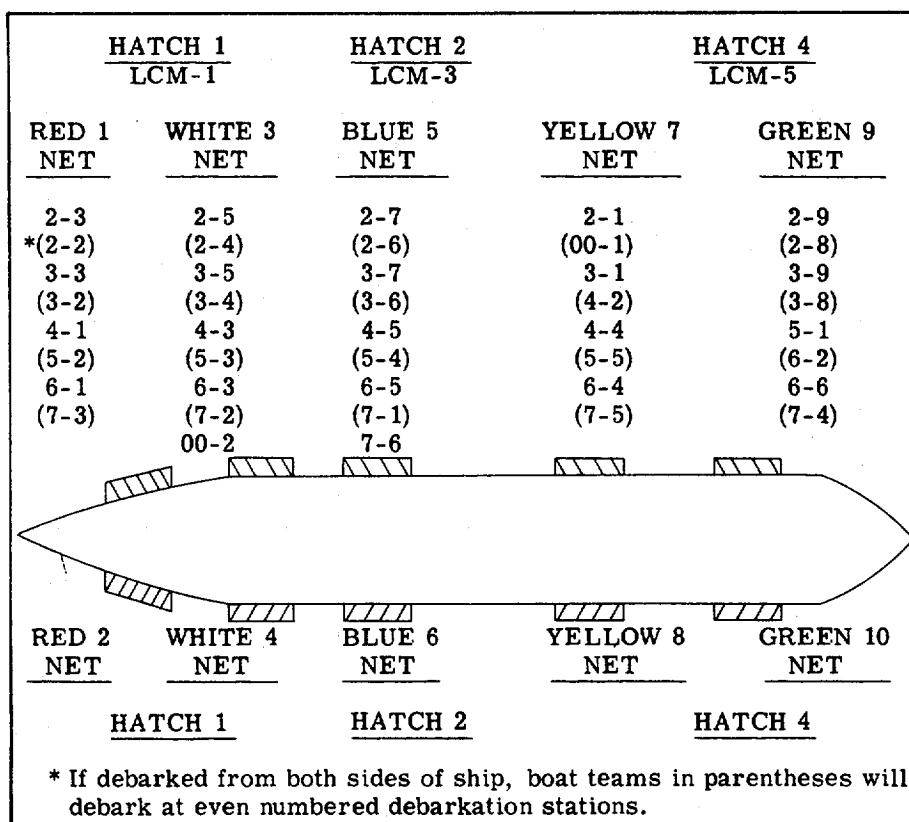 HATCH 1 HATCH 2 HATCH 4
LCM-1 LCM-3 LCM-5
RED 1 WHITE 3 BLUE 5 YELLOW 7 GREEN 9
NET NET NET NET NET
2-3 2-5 2-7 2-1 2-9
*(2-2) (2-4) (2-6) (00-1) (2-8)
3-3 3-5 3-7 3-1 3-9
(3-2) (3-4) (3-6) (4-2) (3-8)
4-1 4-3 4-5 4-4 5-1
(5-2) (5-3) (5-4) (5-5) (6-2)
6-1 6-3 6-5 6-4 6-6
(7-3) (7-2) (7-1) (7-5) (7-4)
00-2 7-6
RED 2 WHITE 4 BLUE 6 YELLOW 8 GREEN 10
NET NET NET NET NET
HATCH 1 HATCH 2 HATCH 4
* If debarked from both sides of ship, boat teams in parentheses will
debark at even numbered debarkation stations.